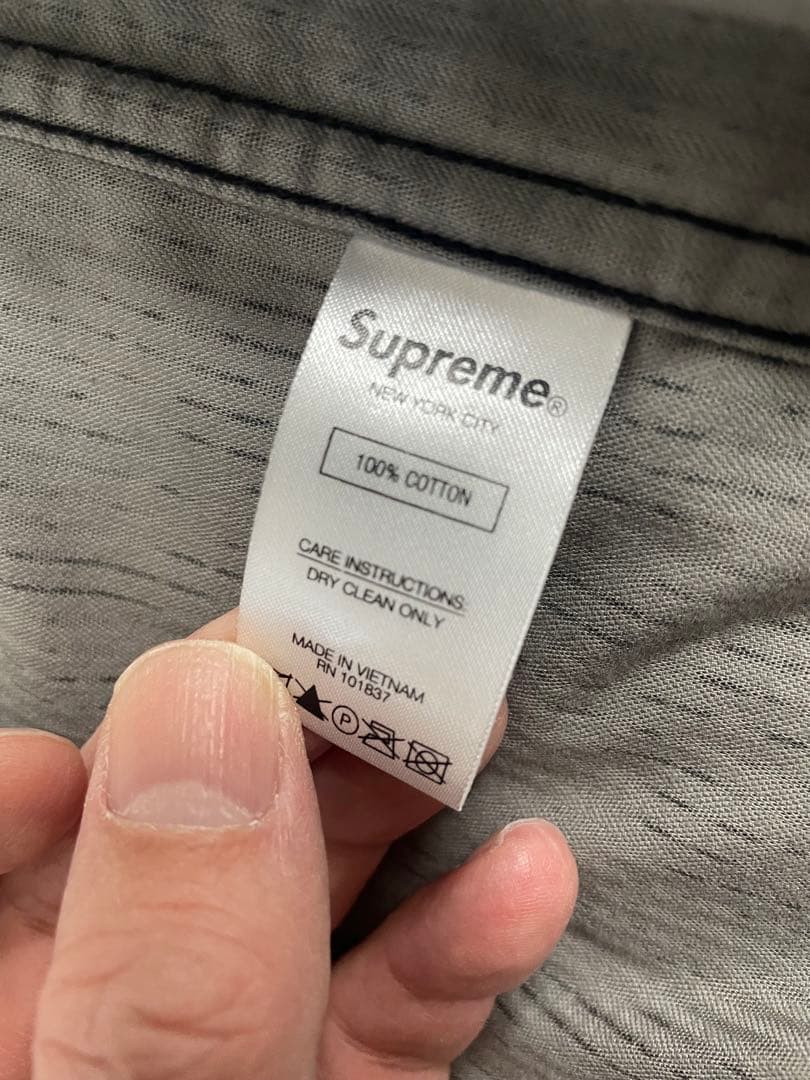 Supreme®
NEW YORK CITY
100% COTTON
CARE INSTRUCTIONS:
DRY CLEAN ONLY
MADE IN VIETNAM
RN 101837
P